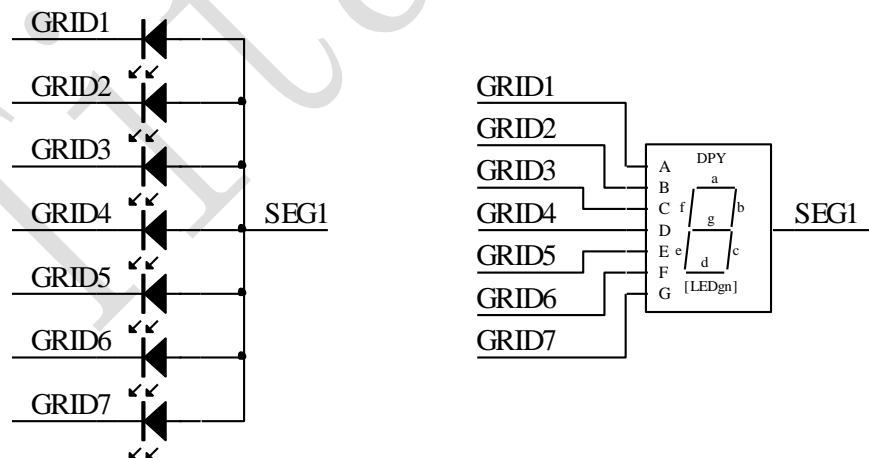 GRID1
GRID2
GRID3
GRID4
GRID5
GRID6
GRID7
SEG1
GRID1
GRID2
GRID3
GRID4
GRID5
GRID6
GRID7
A
B
C
D
E
F
G
DPY
a
f
b
g
e
c
d
[LEDgn]
SEG1